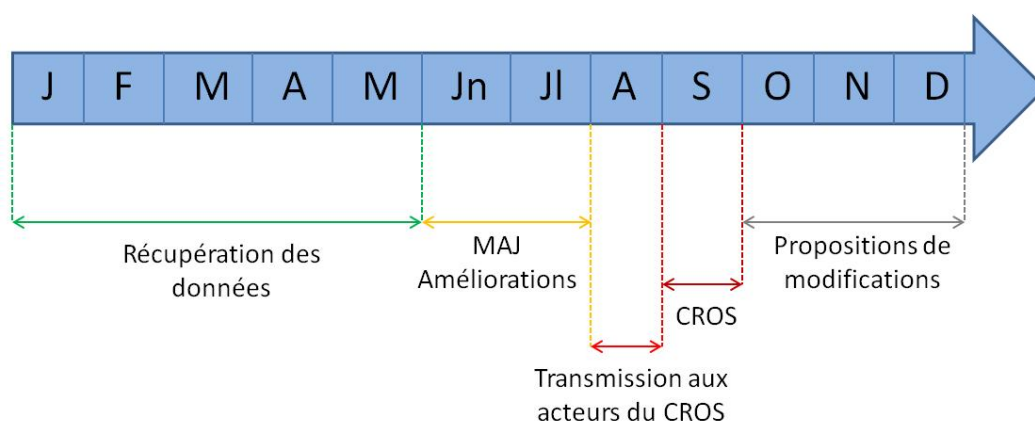 J F M A M Jn Jl A S O N D
Récupération des
données
MAJ
Améliorations
Propositions de
modifications
CROS
Transmission aux
acteurs du CROS